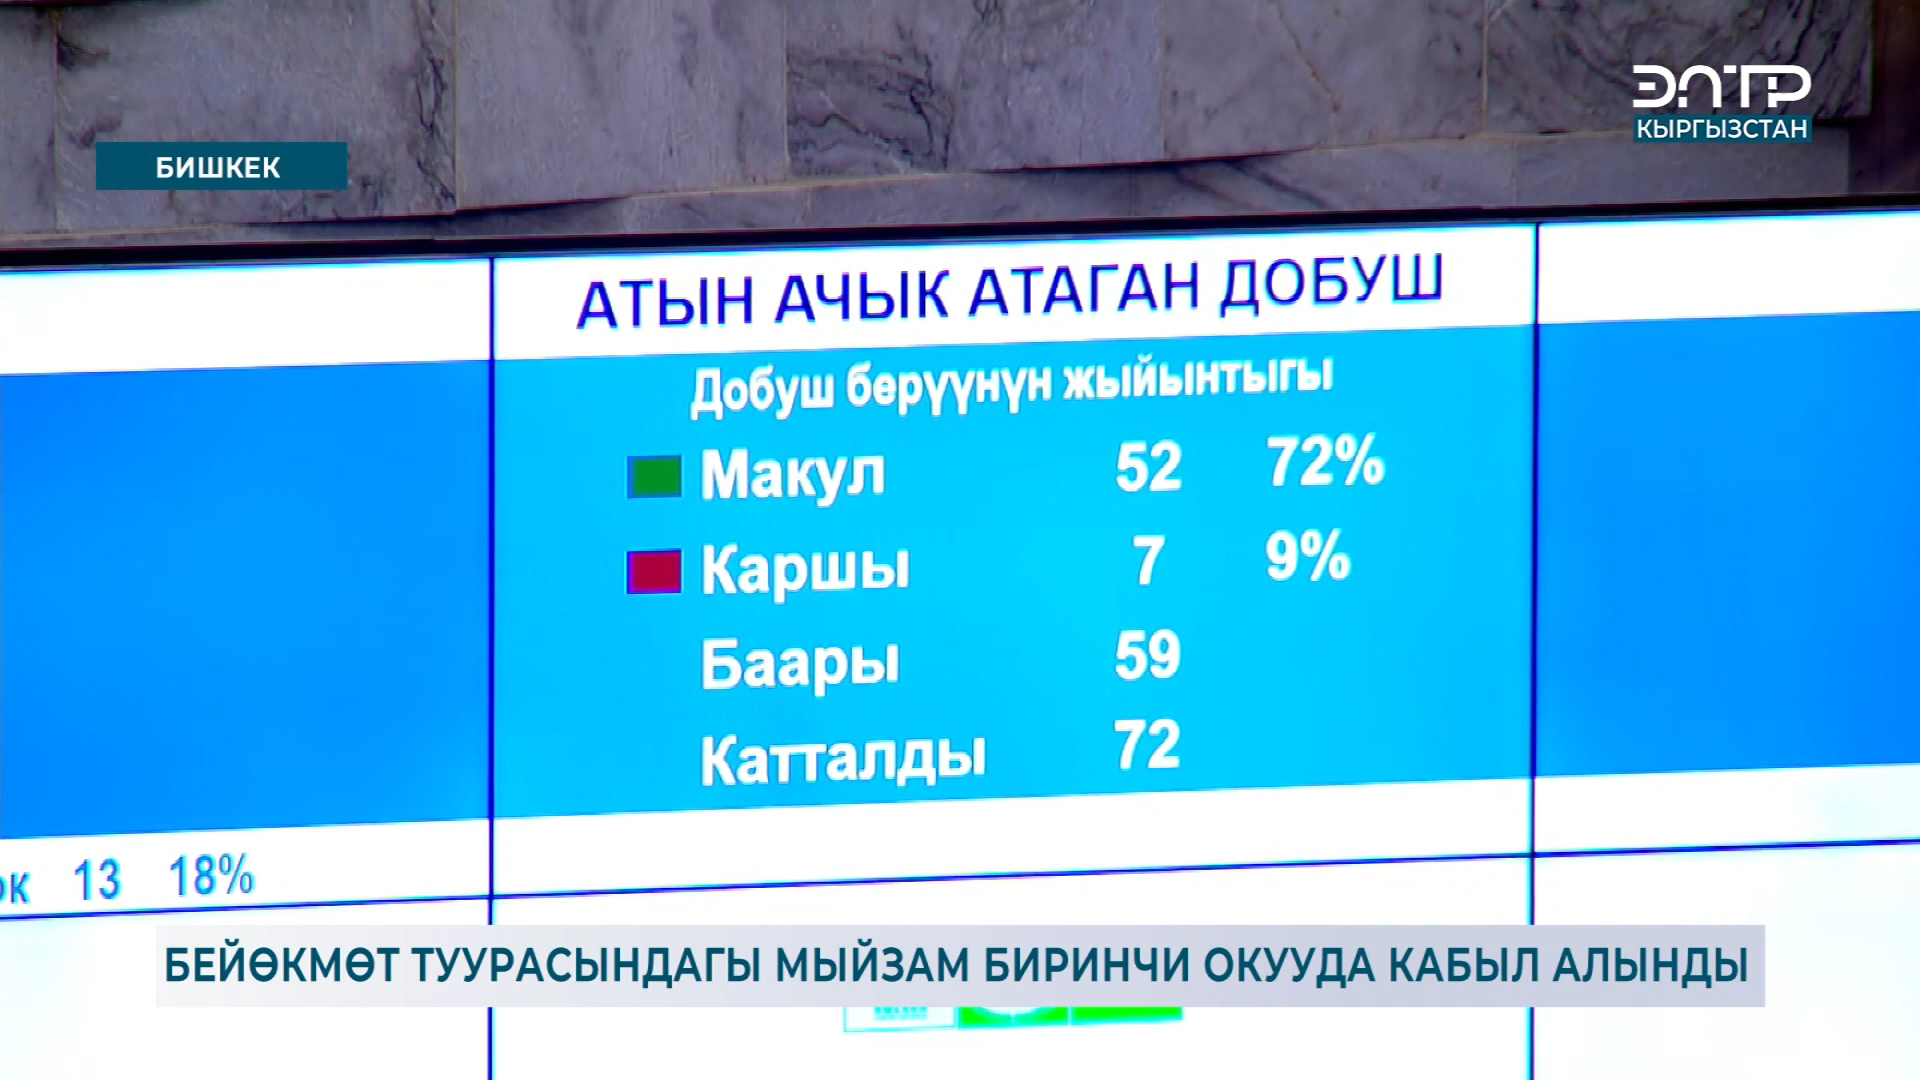 ЭЛТР
КЫРГЫЗСТАН
БИШКЕК
АТЫН АЧЫК АТАГАН ДОБУШ
Добуш берүүнүн жыйынтыгы
Макул 52 72%
Каршы 7 9%
Баары 59
Катталды 72
13 18%
БЕЙӨКМӨТ ТУУРАСЫНДАГЫ МЫЙЗАМ БИРИНЧИ ОКУУДА КАБЫЛ АЛЫНДЫ